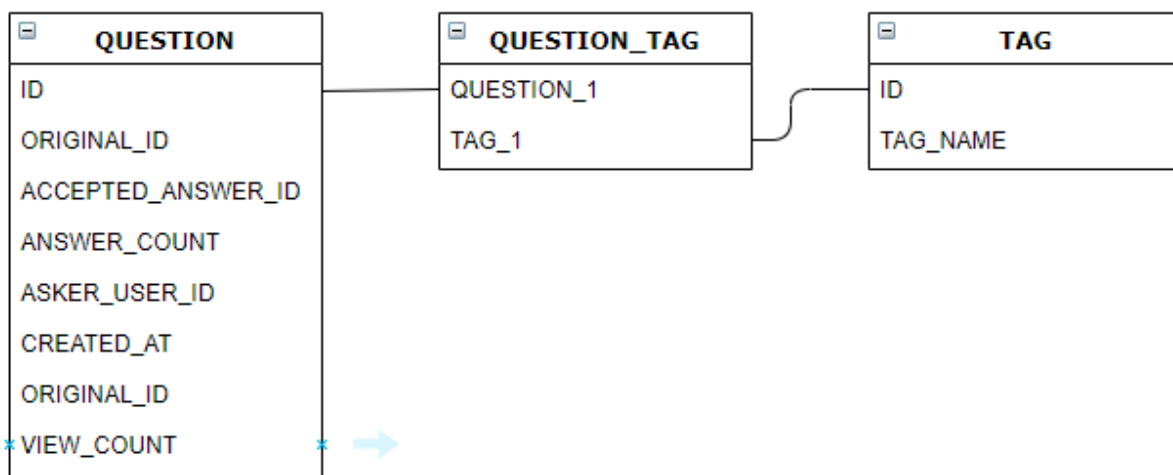 QUESTION
ID
ORIGINAL_ID
ACCEPTED_ANSWER_ID
ANSWER_COUNT
ASKER_USER_ID
CREATED_AT
ORIGINAL_ID
VIEW_COUNT
QUESTION_TAG
QUESTION_1
TAG_1
TAG
ID
TAG_NAME